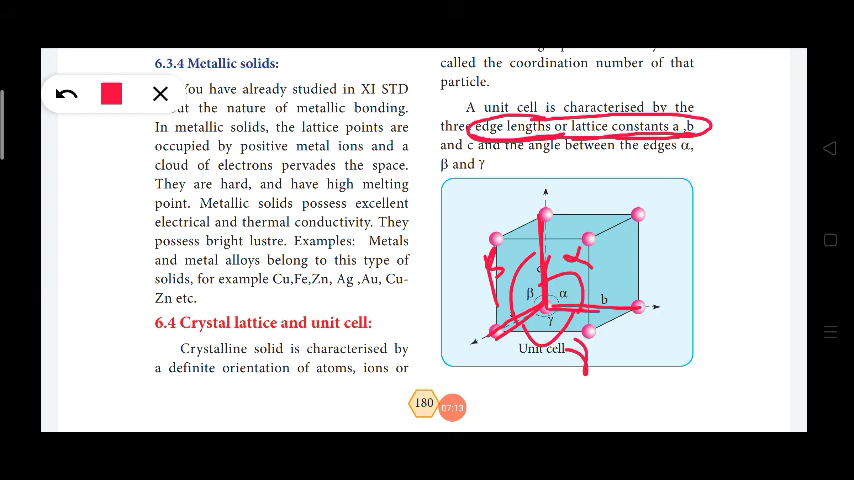 6.3.4 Metallic solids:
You have already studied in XI STD
out the nature of metallic bonding.
In metallic solids, the lattice points are
occupied by positive metal ions and a
cloud of electrons pervades the space.
They are hard, and have high melting
point. Metallic solids possess excellent
electrical and thermal conductivity. They
possess bright lustre. Examples: Metals
and metal alloys belong to this type of
solids, for example Cu,Fe,Zn, Ag ,Au, Cu-
Zn etc.
6.4 Crystal lattice and unit cell:
Crystalline solid is characterised by
a definite orientation of atoms, ions or
called the coordination number of that
particle.
A unit cell is characterised by the
three edge lengths or lattice constants a ,b
and c and the angle between the edges α,
β and γ
α
c
β α
b
a
γ
Unit cell
γ
180
07:13